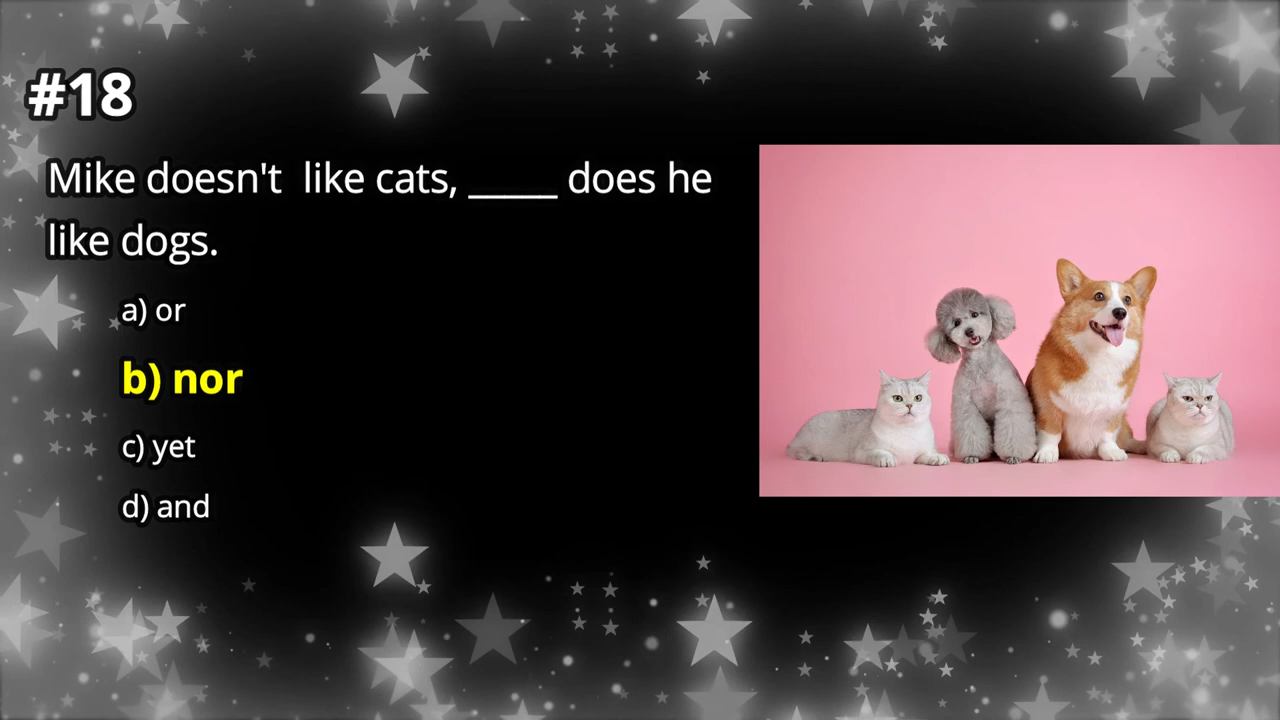 #18
Mike doesn't  like cats, _____ does he
like dogs.
a) or
b) nor
c) yet
d) and